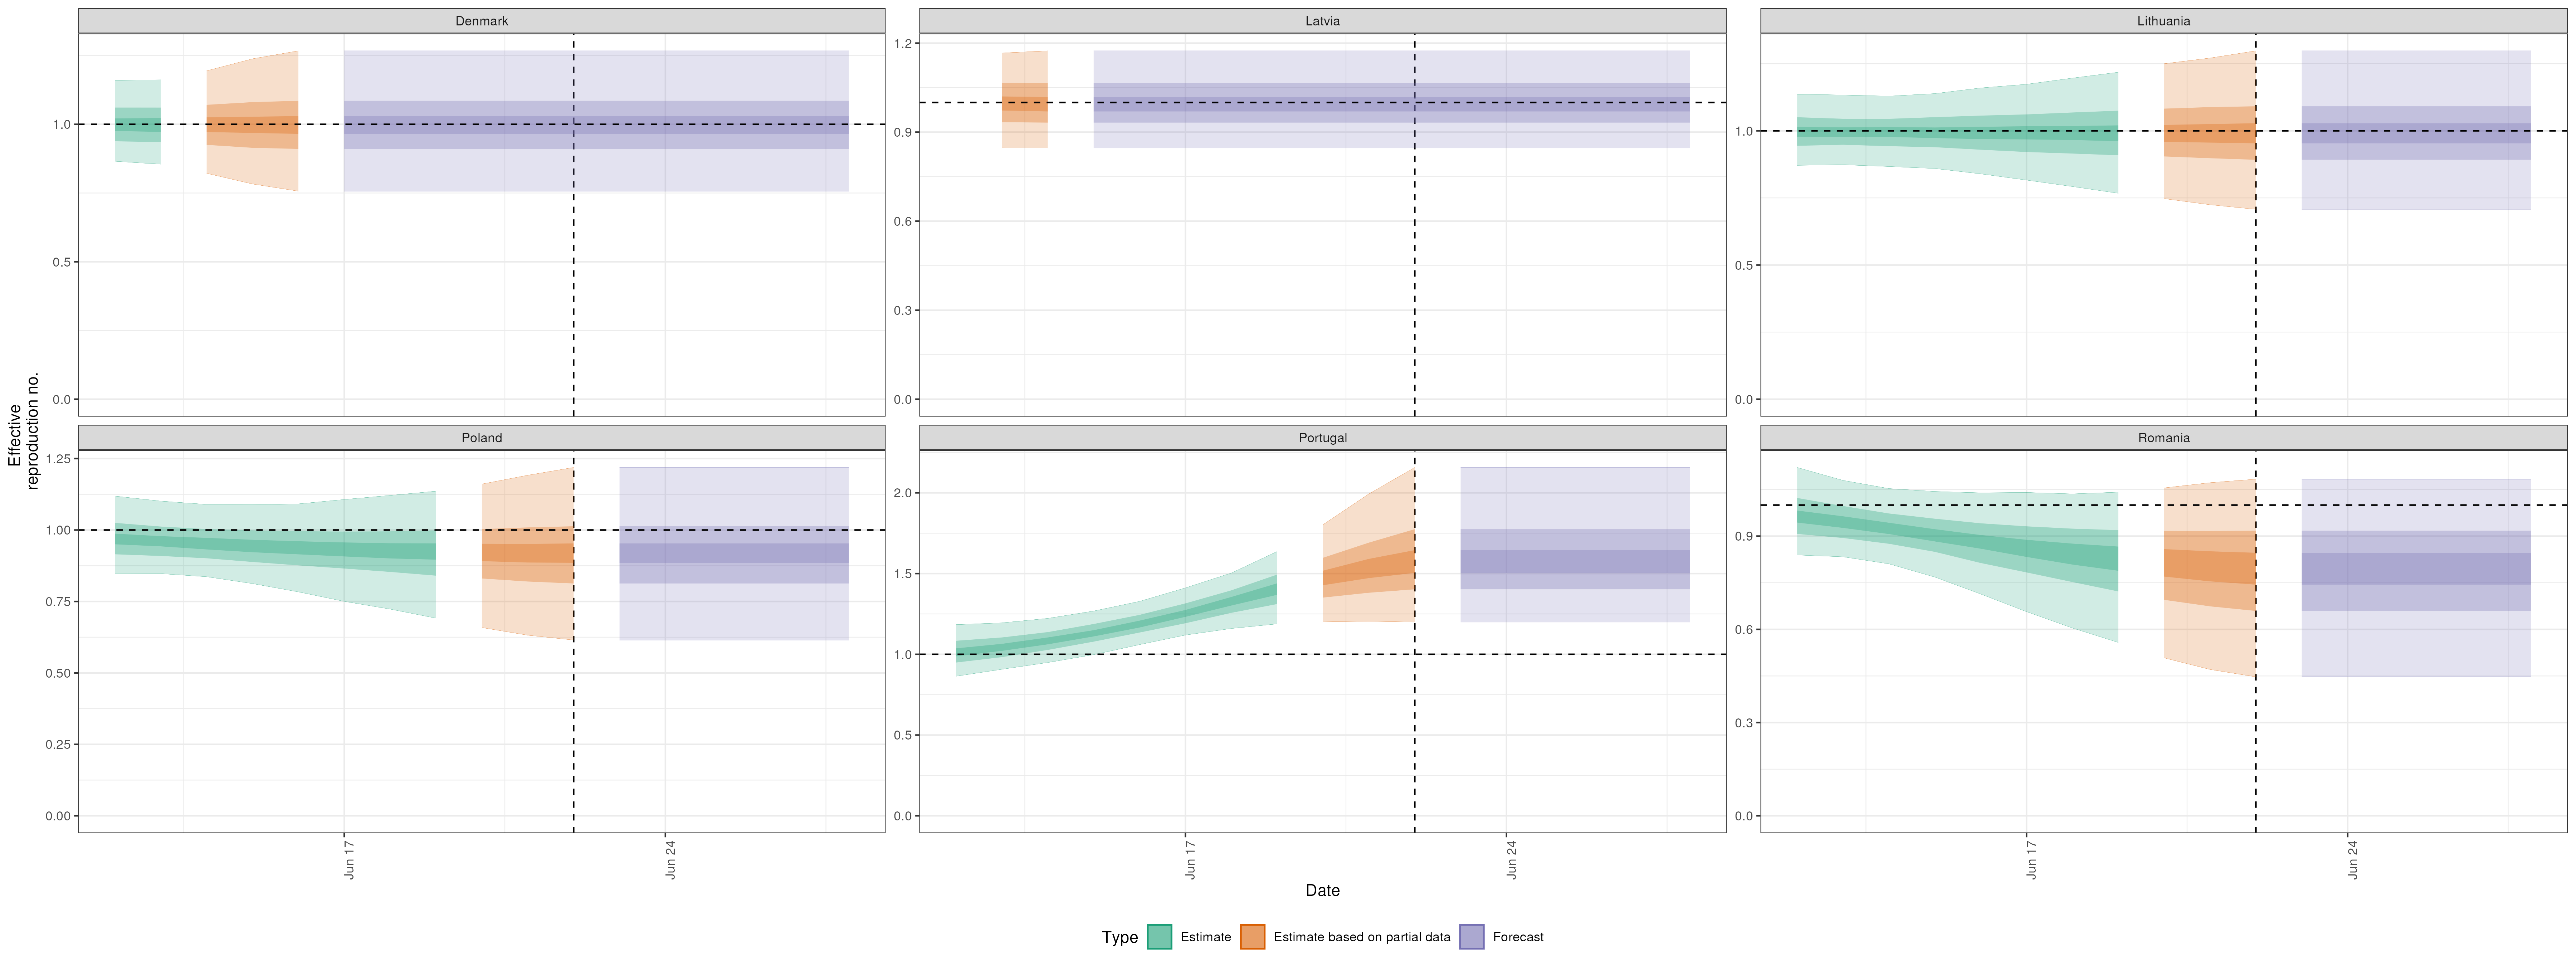 Denmark
Latvia
Lithuania
1.0
0.5
0.0
1.2
0.9
0.6
0.3
0.0
1.0
0.5
0.0
Effective
reproduction no.
Poland
Portugal
Romania
1.25
1.00
0.75
0.50
0.25
0.00
2.0
1.5
1.0
0.5
0.0
0.9
0.6
0.3
0.0
Jun 17
Jun 24
Jun 17
Jun 24
Jun 17
Jun 24
Date
Type Estimate Estimate based on partial data Forecast